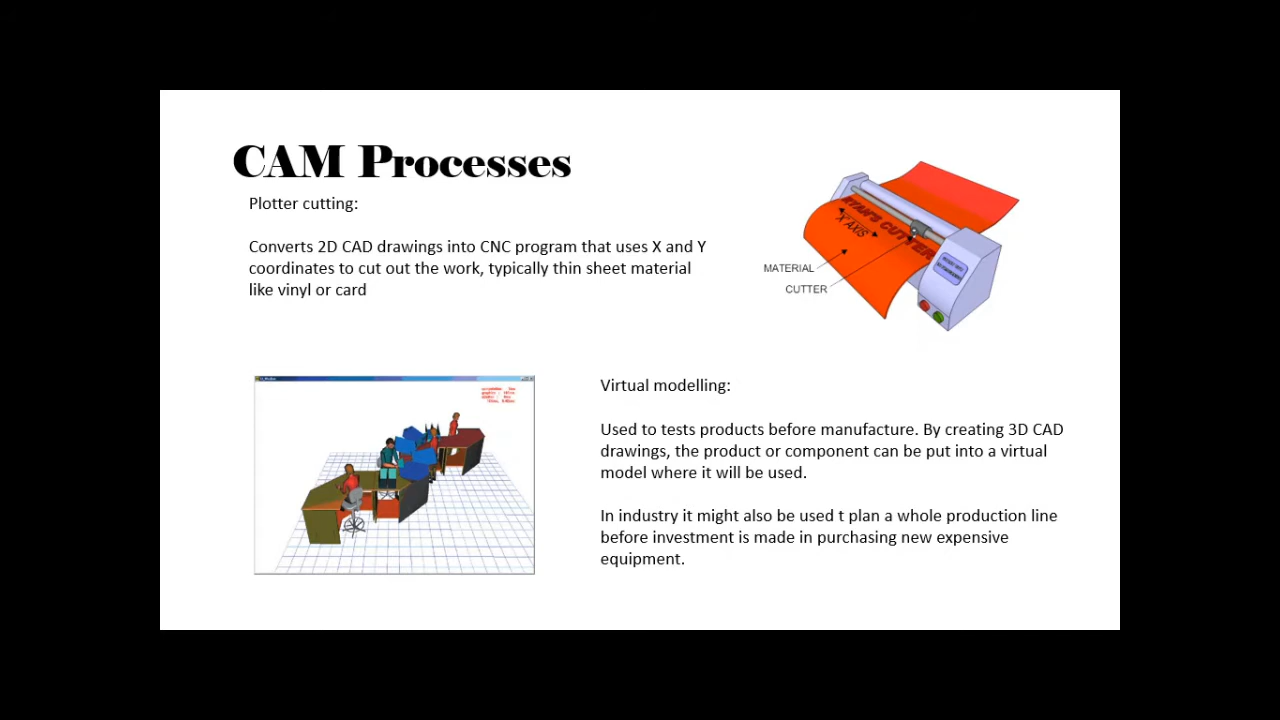 CAM Processes
Plotter cutting:
Converts 2D CAD drawings into CNC program that uses X and Y
coordinates to cut out the work, typically thin sheet material
like vinyl or card
RYAN'S CUTTER
X AXIS
MATERIAL
CUTTER
Virtual modelling:
Used to tests products before manufacture. By creating 3D CAD
drawings, the product or component can be put into a virtual
model where it will be used.
In industry it might also be used t plan a whole production line
before investment is made in purchasing new expensive
equipment.